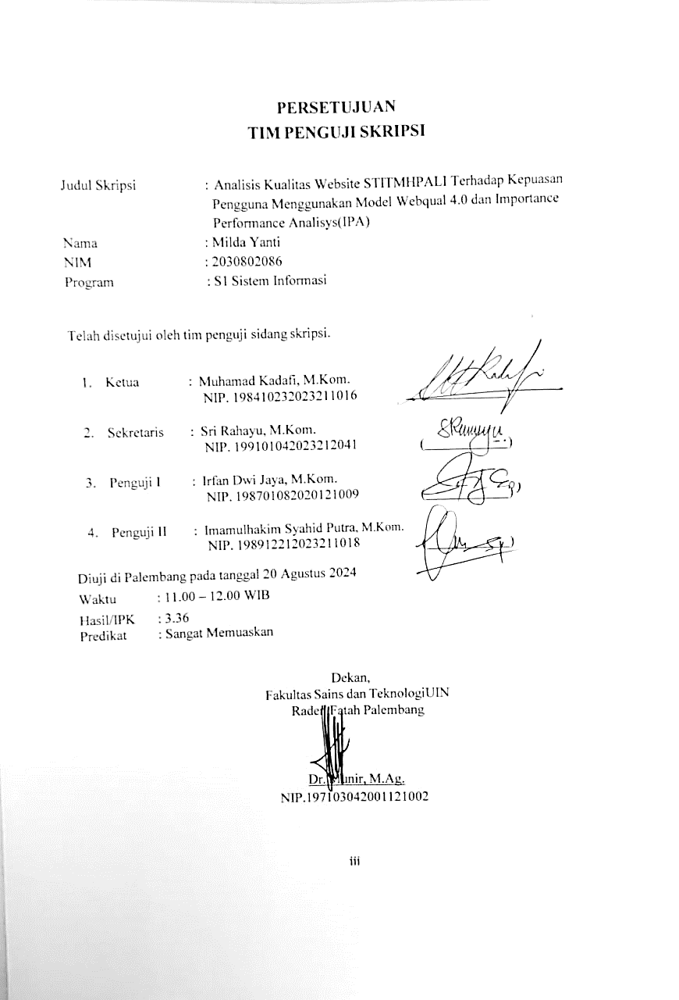 PERSETUJUAN
TIM PENGUJI SKRIPSI
Judul Skripsi : Analisis Kualitas Website STITMHPALI Terhadap Kepuasan
Pengguna Menggunakan Model Webqual 4.0 dan Importance
Performance Analisys(IPA)
Nama : Milda Yanti
NIM : 2030802086
Program : S1 Sistem Informasi
Telah disetujui oleh tim penguji sidang skripsi.
1. Ketua : Muhamad Kadafi, M.Kom.
NIP. 198410232023211016
2. Sekretaris : Sri Rahayu, M.Kom.
NIP. 199101042023212041
3. Penguji I : Irfan Dwi Jaya, M.Kom.
NIP. 198701082020121009
4. Penguji II : Imamulhakim Syahid Putra, M.Kom.
NIP. 198912212023211018
Diuji di Palembang pada tanggal 20 Agustus 2024
Waktu : 11.00 – 12.00 WIB
Hasil/IPK : 3.36
Predikat : Sangat Memuaskan
Dekan,
Fakultas Sains dan TeknologiUIN
Raden Fatah Palembang
Dr. Munir, M.Ag.
NIP.197103042001121002
iii